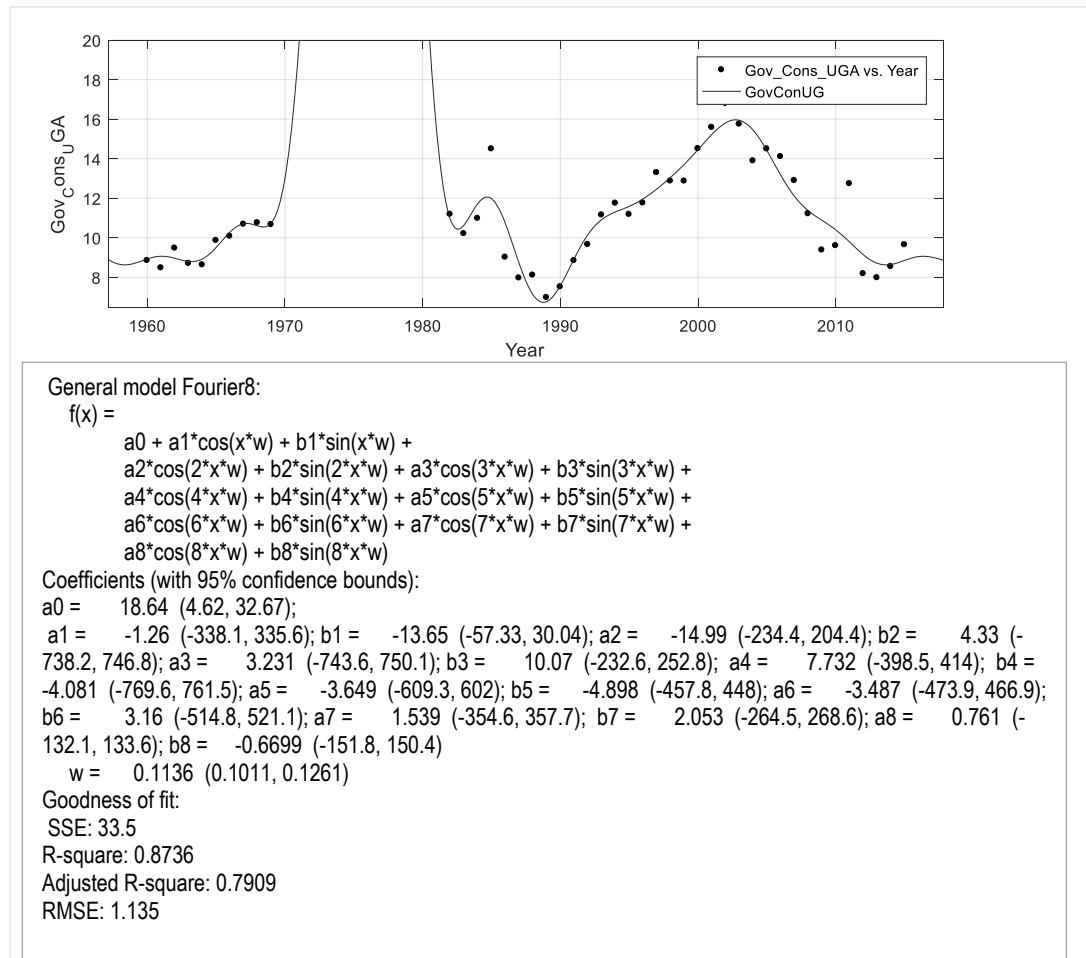 20
18
16
14
12
10
8
Gov_Cons_UGA
Gov_Cons_UGA vs. Year
GovConUG
1960 1970 1980 1990 2000 2010
Year
General model Fourier8:
f(x) =
a0 + a1*cos(x*w) + b1*sin(x*w) +
a2*cos(2*x*w) + b2*sin(2*x*w) + a3*cos(3*x*w) + b3*sin(3*x*w) +
a4*cos(4*x*w) + b4*sin(4*x*w) + a5*cos(5*x*w) + b5*sin(5*x*w) +
a6*cos(6*x*w) + b6*sin(6*x*w) + a7*cos(7*x*w) + b7*sin(7*x*w) +
a8*cos(8*x*w) + b8*sin(8*x*w)
Coefficients (with 95% confidence bounds):
a0 = 18.64 (4.62, 32.67);
a1 = -1.26 (-338.1, 335.6); b1 = -13.65 (-57.33, 30.04); a2 = -14.99 (-234.4, 204.4); b2 = 4.33 (-
738.2, 746.8); a3 = 3.231 (-743.6, 750.1); b3 = 10.07 (-232.6, 252.8); a4 = 7.732 (-398.5, 414); b4 =
-4.081 (-769.6, 761.5); a5 = -3.649 (-609.3, 602); b5 = -4.898 (-457.8, 448); a6 = -3.487 (-473.9, 466.9);
b6 = 3.16 (-514.8, 521.1); a7 = 1.539 (-354.6, 357.7); b7 = 2.053 (-264.5, 268.6); a8 = 0.761 (-
132.1, 133.6); b8 = -0.6699 (-151.8, 150.4)
w = 0.1136 (0.1011, 0.1261)
Goodness of fit:
SSE: 33.5
R-square: 0.8736
Adjusted R-square: 0.7909
RMSE: 1.135